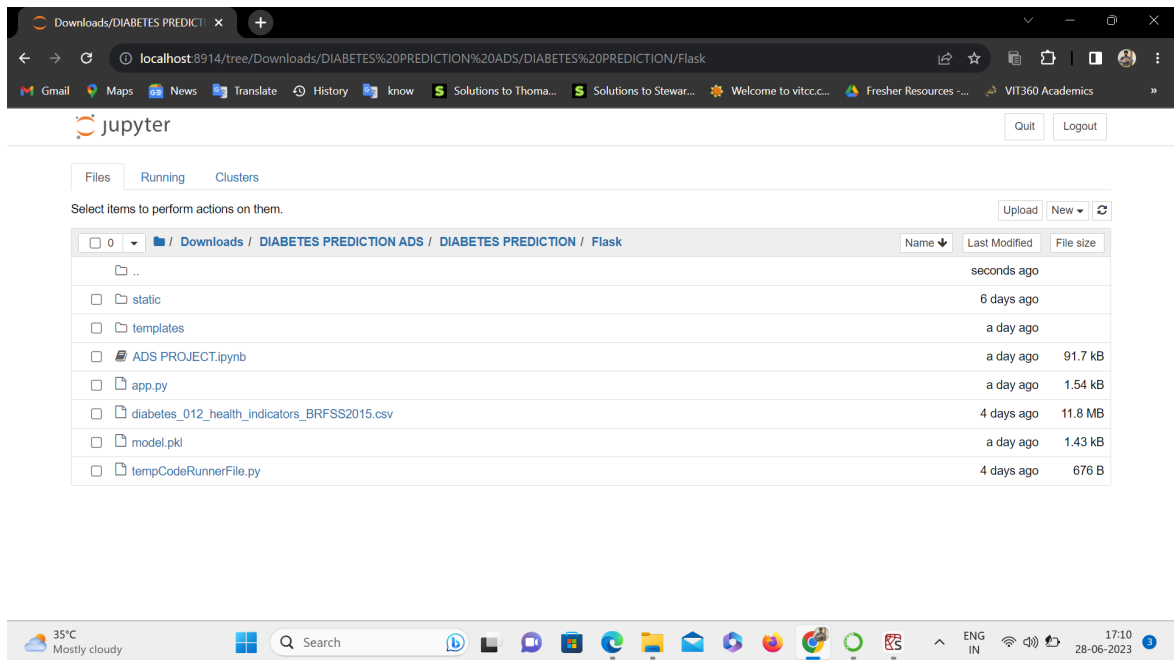 Downloads/DIABETES PREDICTI
localhost:8914/tree/Downloads/DIABETES%20PREDICTION%20ADS/DIABETES%20PREDICTION/Flask
Gmail Maps GE News Translate History know S Solutions to Thoma... S Solutions to Stewar... Welcome to vitcc.c... Fresher Resources -... VIT360 Academics »
jupyter Quit Logout
Files Running Clusters
Select items to perform actions on them. Upload New
0 / Downloads / DIABETES PREDICTION ADS / DIABETES PREDICTION / Flask Name Last Modified File size
.. seconds ago
static 6 days ago
templates a day ago
ADS PROJECT.ipynb a day ago 91.7 kB
app.py a day ago 1.54 kB
diabetes_012_health_indicators_BRFSS2015.csv 4 days ago 11.8 MB
model.pkl a day ago 1.43 kB
tempCodeRunnerFile.py 4 days ago 676 B
35°C Search ENG 17:10
Mostly cloudy IN 28-06-2023 3